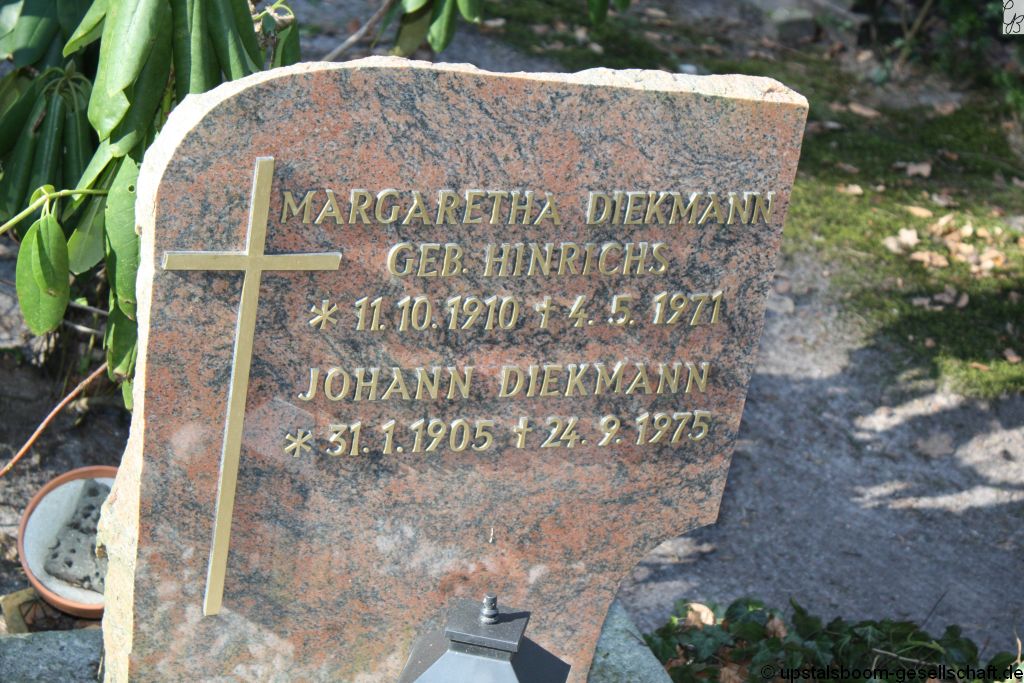 MARGARETHA DIEKMANN
GEB. HINRICHS
* 11. 10. 1910 † 4. 5. 1971
JOHANN DIEKMANN
* 31. 1. 1905 † 24. 9. 1975
© upstalsboom-gesellschaft.de